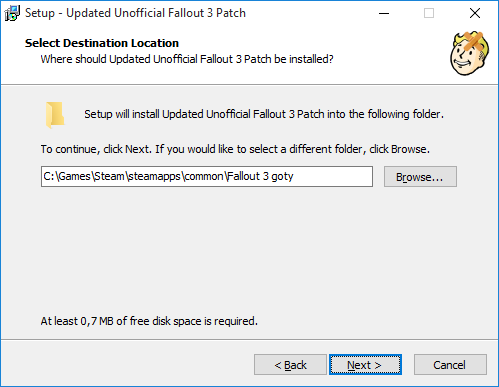 Setup - Updated Unofficial Fallout 3 Patch
Select Destination Location
Where should Updated Unofficial Fallout 3 Patch be installed?
Setup will install Updated Unofficial Fallout 3 Patch into the following folder.
To continue, click Next. If you would like to select a different folder, click Browse.
C:\Games\Steam\steamapps\common\Fallout 3 goty
Browse...
At least 0,7 MB of free disk space is required.
< Back
Next >
Cancel